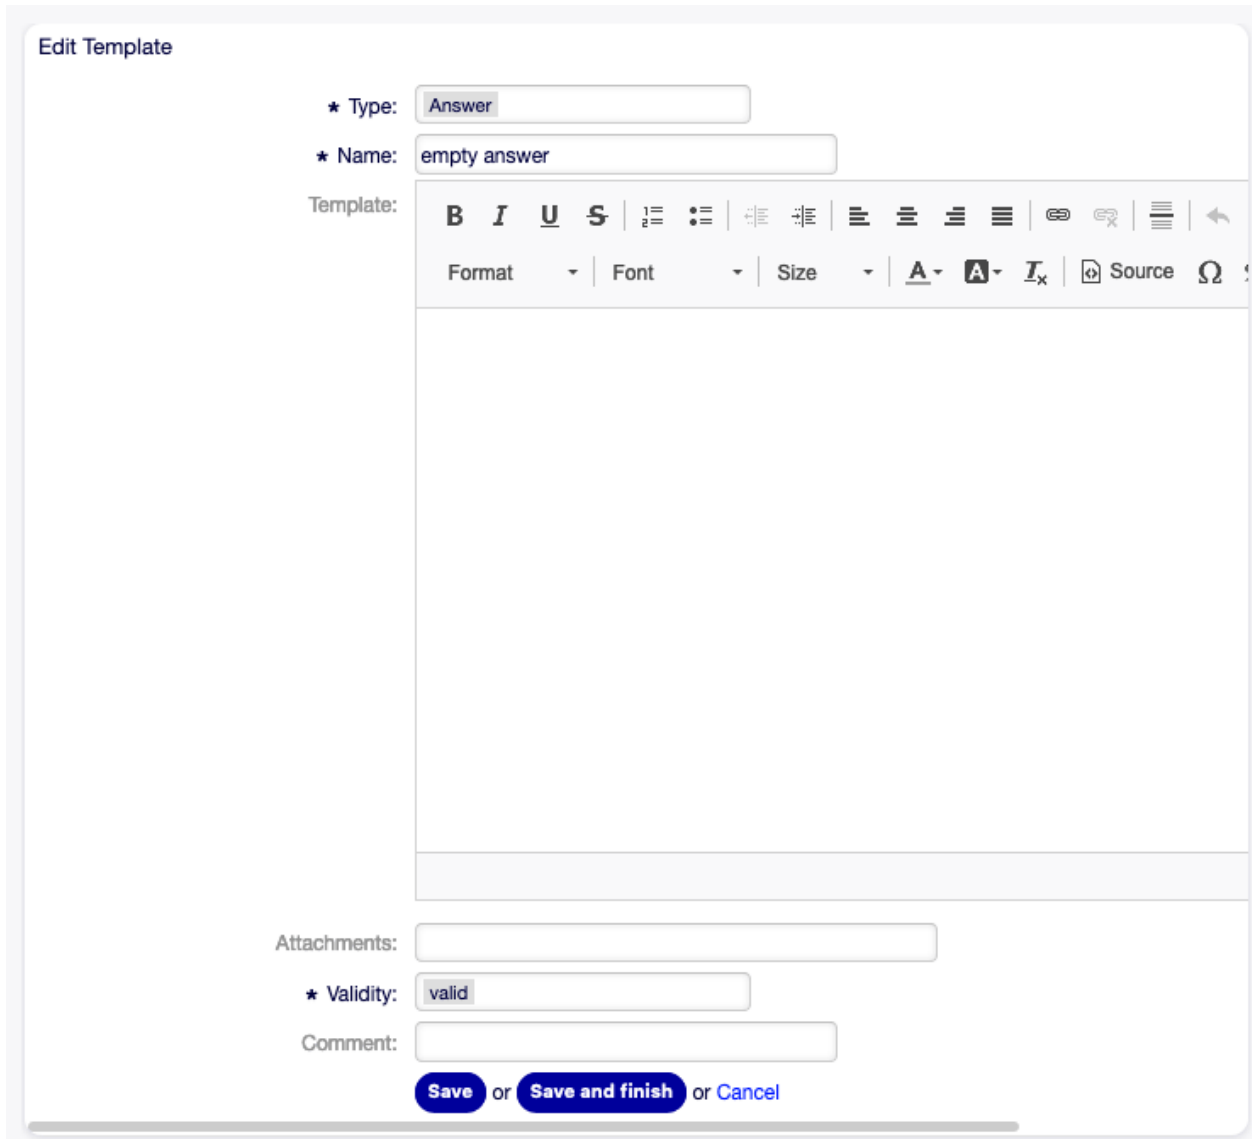 Edit Template
* Type: Answer
* Name: empty answer
Template:
B I U S
Format Font Size A A Tx Source Ω
Attachments:
* Validity: valid
Comment:
Save or Save and finish or Cancel